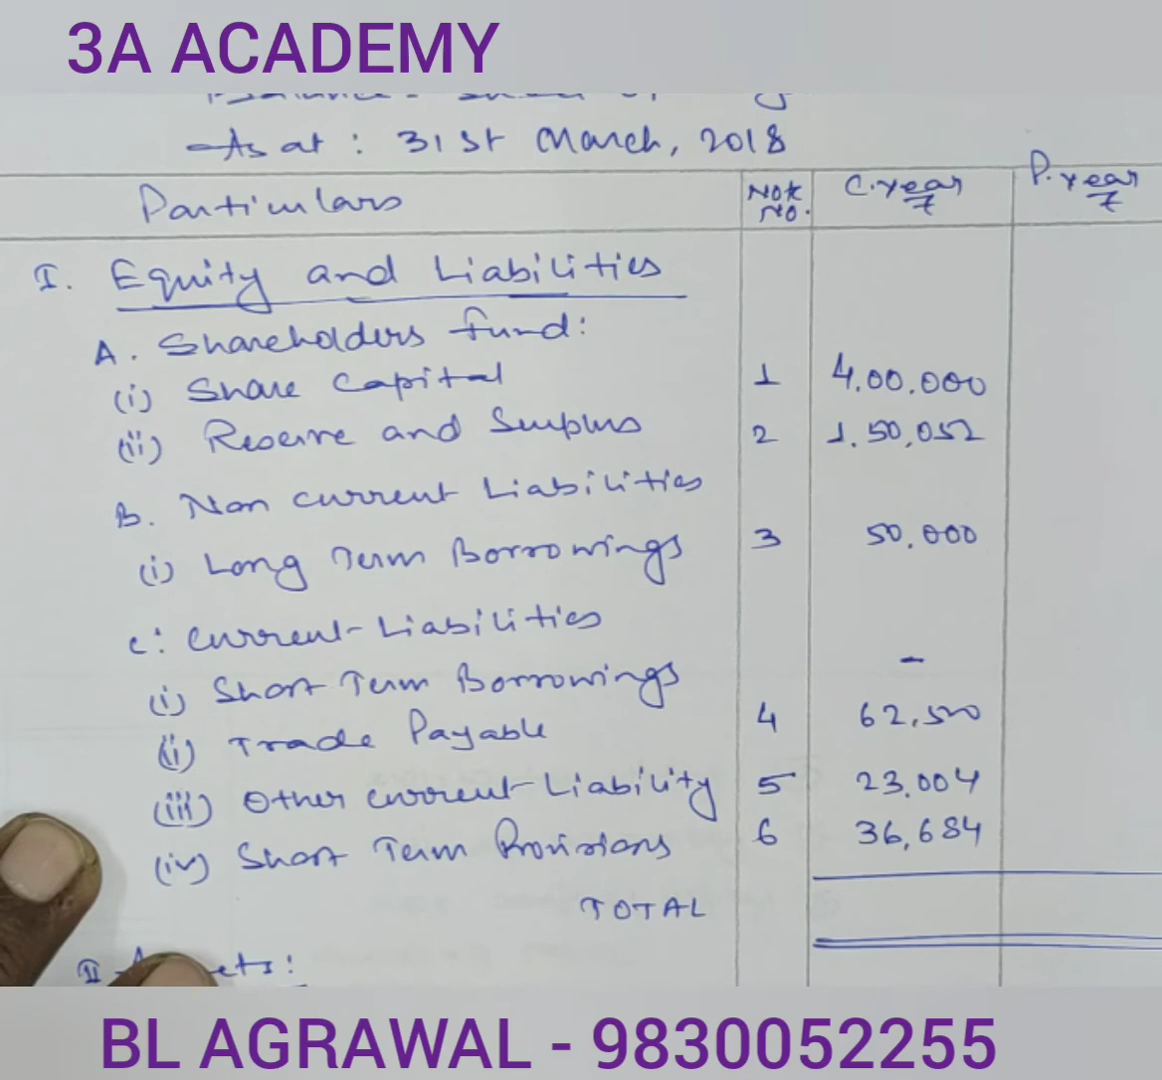 3A ACADEMY
As at : 31st March, 2018
Particulars Note No. C.year ₹ P.year ₹
I. Equity and Liabilities
A. Shareholders fund:
(i) Share Capital 1 4,00,000
(ii) Reserve and Surplus 2 1,50,052
B. Non current Liabilities
(i) Long Term Borrowings 3 50,000
C: Current Liabilities
(i) Short Term Borrowings -
(ii) Trade Payable 4 62,500
(iii) Other current Liability 5 23,004
(iv) Short Term Provisions 6 36,684
TOTAL
II
BL AGRAWAL - 9830052255